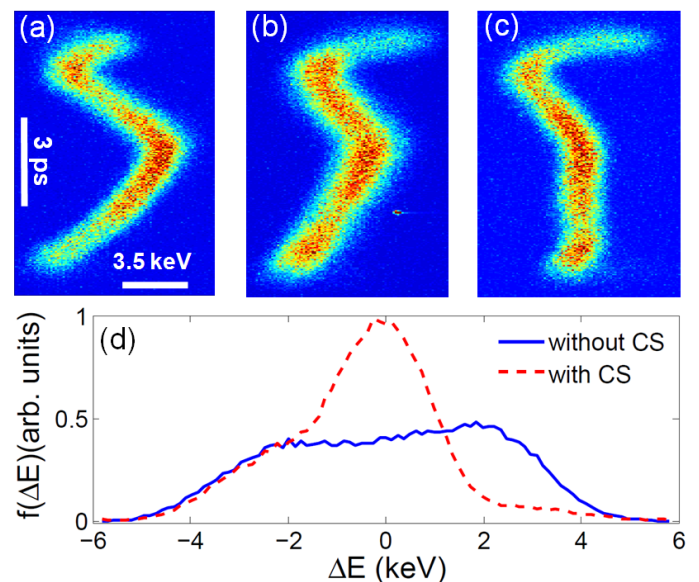 (a) (b) (c)
3 ps
3.5 keV
(d)
f(ΔE)(arb. units)
1
0.5
0
without CS
with CS
−6 −4 −2 0 2 4 6
ΔE (keV)